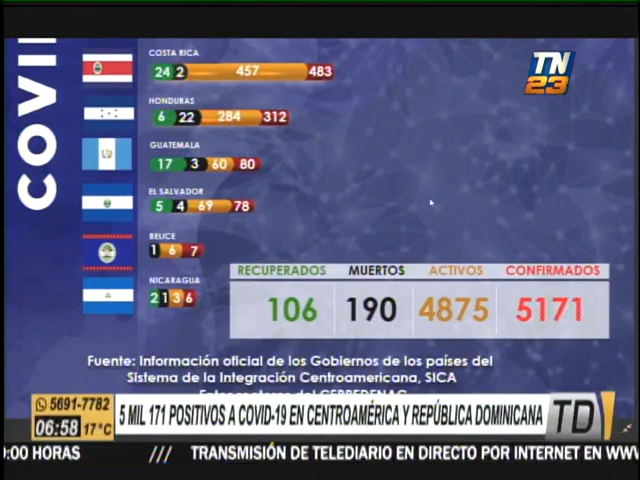 COVI
COSTA RICA
24 2 457 483
HONDURAS
6 22 284 312
GUATEMALA
17 3 60 80
EL SALVADOR
5 4 69 78
BELICE
1 6 7
NICARAGUA
2 1 3 6
TN
23
RECUPERADOS MUERTOS ACTIVOS CONFIRMADOS
106 190 4875 5171
Fuente: Información oficial de los Gobiernos de los países del
Sistema de la Integración Centroamericana, SICA
5691-7782
06:58 17°C
5 MIL 171 POSITIVOS A COVID-19 EN CENTROAMÉRICA Y REPÚBLICA DOMINICANA
TD
:00 HORAS /// TRANSMISIÓN DE TELEDIARIO EN DIRECTO POR INTERNET EN WWW